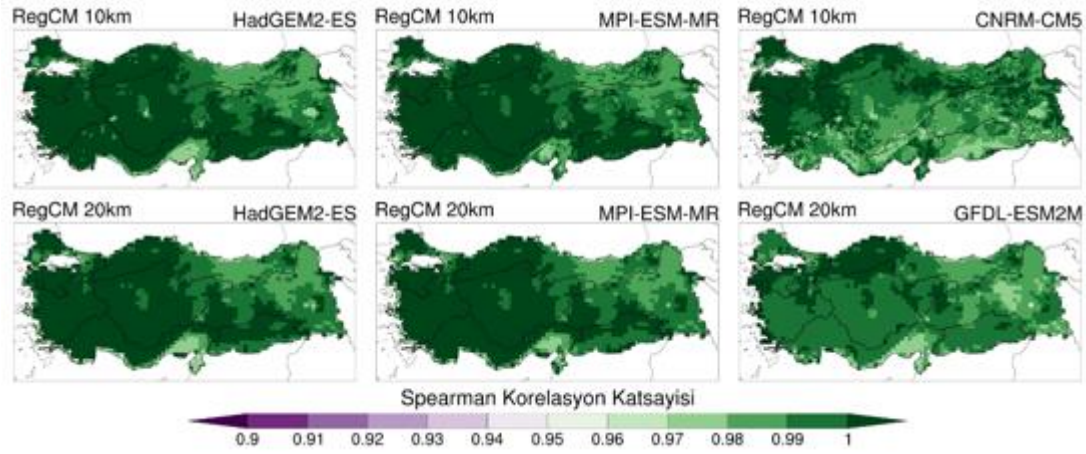 RegCM 10km HadGEM2-ES RegCM 10km MPI-ESM-MR RegCM 10km CNRM-CM5
RegCM 20km HadGEM2-ES RegCM 20km MPI-ESM-MR RegCM 20km GFDL-ESM2M
Spearman Korelasyon Katsayisi
0.9 0.91 0.92 0.93 0.94 0.95 0.96 0.97 0.98 0.99 1